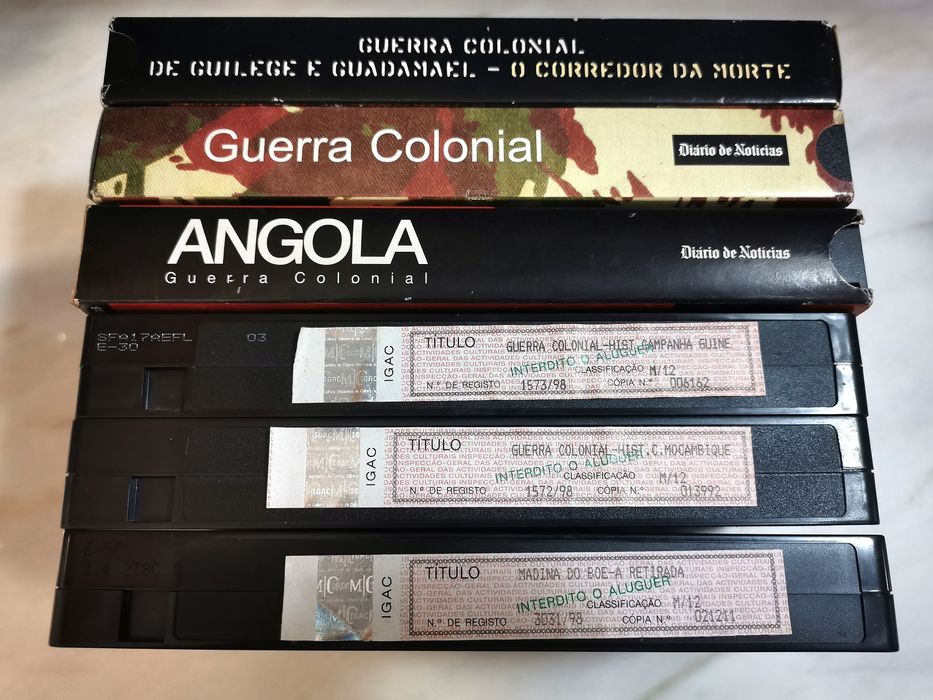 GUERRA COLONIAL
DE GUILEGE E GUADAMAEL - O CORREDOR DA MORTE
Guerra Colonial
Diário de Notícias
ANGOLA
Guerra Colonial
Diário de Notícias
SFA17AEFL 03
E-30
IGAC
TÍTULO GUERRA COLONIAL-HIST.CAMPANHA GUINE
INTERDITO O ALUGUER
CLASSIFICAÇÃO M/12
N.º DE REGISTO 1573/98 CÓPIA N.º 006162
IGAC
TÍTULO GUERRA COLONIAL-HIST.C.MOCAMBIQUE
INTERDITO O ALUGUER
CLASSIFICAÇÃO M/12
N.º DE REGISTO 1572/98 CÓPIA N.º 013992
IGAC
TÍTULO MADINA DO BOE-A RETIRADA
INTERDITO O ALUGUER
CLASSIFICAÇÃO M/12
N.º DE REGISTO 3031/98 CÓPIA N.º 021211